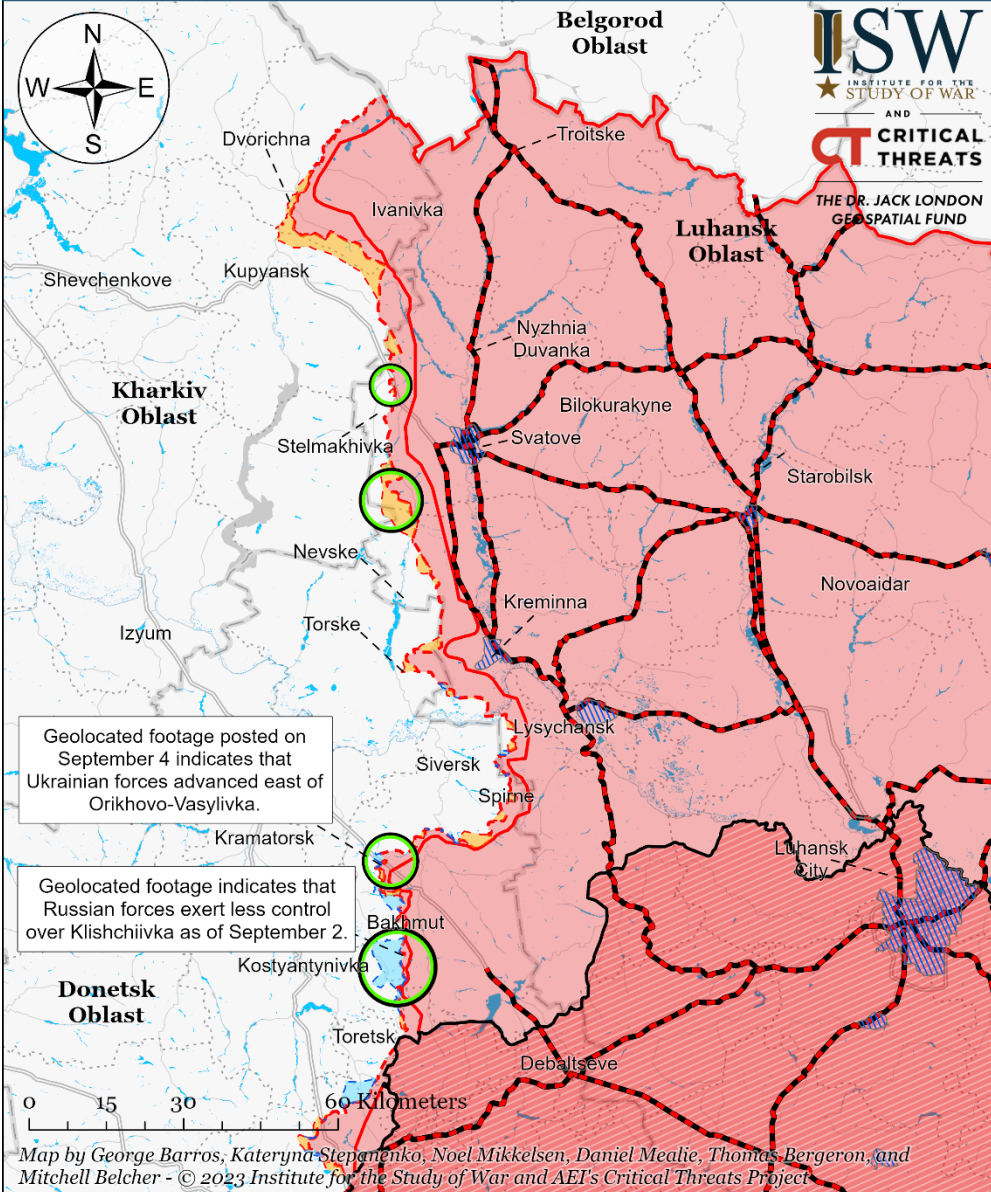 Belgorod
Oblast
ISW
INSTITUTE FOR THE
STUDY OF WAR
AND
CT CRITICAL
THREATS
THE DR. JACK LONDON
GEOSPATIAL FUND
N
W E
S
Dvorichna
Troitske
Ivanivka
Luhansk
Oblast
Shevchenkove
Kupyansk
Nyzhnia
Duvanka
Kharkiv
Oblast
Bilokurakyne
Stelmakhivka
Svatove
Starobilsk
Nevske
Novoaidar
Kreminna
Izyum
Torske
Geolocated footage posted on
September 4 indicates that
Ukrainian forces advanced east of
Orikhovo-Vasylivka.
Lysychansk
Siversk
Spirne
Kramatorsk
Luhansk
City
Geolocated footage indicates that
Russian forces exert less control
over Klishchiivka as of September 2.
Bakhmut
Kostyantynivka
Donetsk
Oblast
Toretsk
Debaltseve
0 15 30 60 Kilometers
Map by George Barros, Kateryna Stepanenko, Noel Mikkelsen, Daniel Mealie, Thomas Bergeron, and
Mitchell Belcher - © 2023 Institute for the Study of War and AEI's Critical Threats Project